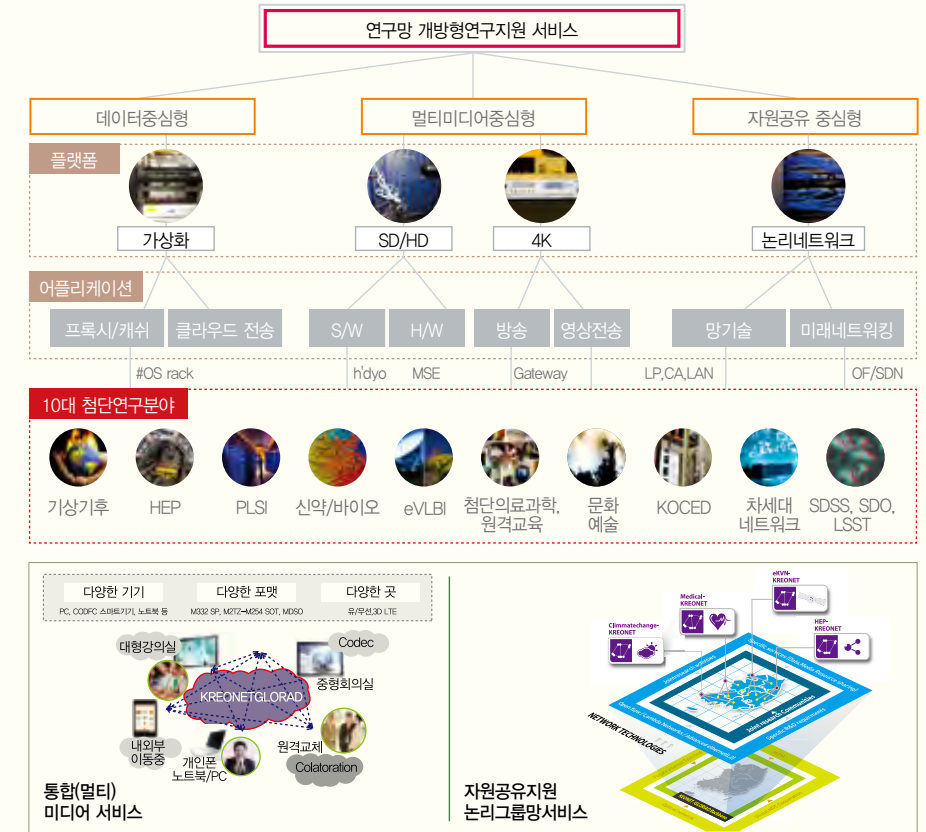 연구망 개방형연구지원 서비스
데이터중심형
멀티미디어중심형
자원공유 중심형
플랫폼
가상화
SD/HD
4K
논리네트워크
어플리케이션
프록시/캐쉬
클라우드 전송
S/W
H/W
방송
영상전송
망기술
미래네트워킹
#OS rack
h'dyo
MSE
Gateway
LP,CA,LAN
OF/SDN
10대 첨단연구분야
기상기후
HEP
PLSI
신약/바이오
eVLBI
첨단의료과학,
원격교육
문화
예술
KOCED
차세대
네트워크
SDSS, SDO,
LSST
다양한 기기
다양한 포맷
다양한 곳
PC, CODFC 스마트기기, 노트북 등
M332 SP, M2TZ-M254 SOT, MDSO
유/무선,3D LTE
대형강의실
Codec
중형회의실
KREONETGLORAD
내외부
이동중
개인폰
노트북/PC
원격교체
Colatoration
통합(멀티)
미디어 서비스
eKVN-
KREONET
Medical-
KREONET
Climmatechange-
KREONET
HEP-
KREONET
Joint research Communities
NETWORK TECHNOLOGIES
자원공유지원
논리그룹망서비스